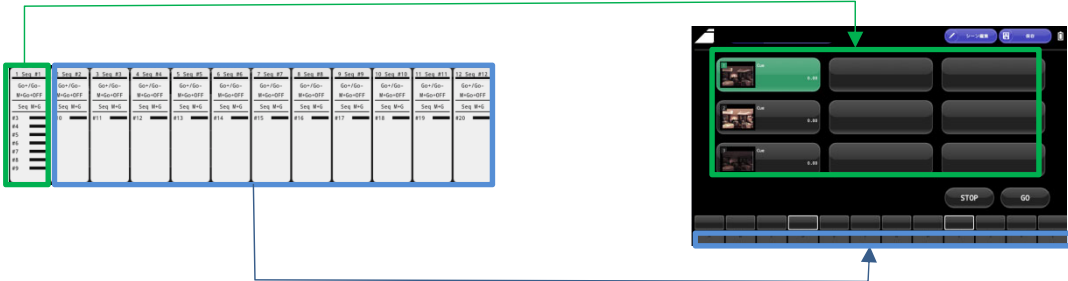 1 Seq #1 2 Seq #2 3 Seq #3 4 Seq #4 5 Seq #5 6 Seq #6 7 Seq #7 8 Seq #8 9 Seq #9 10 Seq #10 11 Seq #11 12 Seq #12
Go+/Go- Go+/Go- Go+/Go- Go+/Go- Go+/Go- Go+/Go- Go+/Go- Go+/Go- Go+/Go- Go+/Go- Go+/Go- Go+/Go-
M+Go+OFF M+Go+OFF M+Go+OFF M+Go+OFF M+Go+OFF M+Go+OFF M+Go+OFF M+Go+OFF M+Go+OFF M+Go+OFF M+Go+OFF M+Go+OFF
Seq M+G Seq M+G Seq M+G Seq M+G Seq M+G Seq M+G Seq M+G Seq M+G Seq M+G Seq M+G Seq M+G Seq M+G
#3 #10 #11 #12 #13 #14 #15 #16 #17 #18 #19 #20
#4
#5
#6
#7
#8
#9
シーン編集
Cue
0.00
Cue
0.00
Cue
0.00
STOP GO